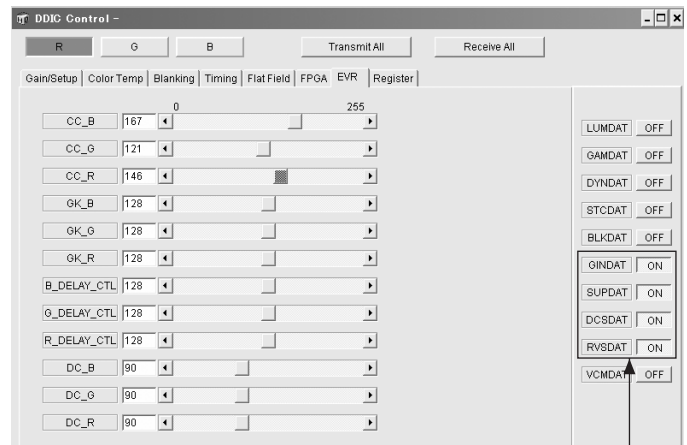 DDIC Control –
R G B Transmit All Receive All
Gain/Setup Color Temp Blanking Timing Flat Field FPGA EVR Register
0 255
CC_B 167
CC_G 121
CC_R 146
GK_B 128
GK_G 128
GK_R 128
B_DELAY_CTL 128
G_DELAY_CTL 128
R_DELAY_CTL 128
DC_B 90
DC_G 90
DC_R 90
LUMDAT OFF
GAMDAT OFF
DYNDAT OFF
STCDAT OFF
BLKDAT OFF
GINDAT ON
SUPDAT ON
DCSDAT ON
RVSDAT ON
VCMDAT OFF